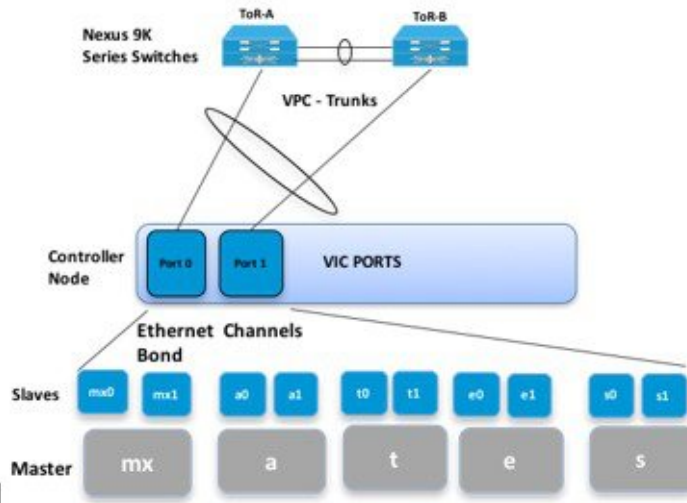 ToR-A
ToR-B
Nexus 9K
Series Switches
VPC - Trunks
Controller
Node
Port 0
Port 1
VIC PORTS
Ethernet Channels
Bond
Slaves
mx0
mx1
a0
a1
t0
t1
e0
e1
s0
s1
Master
mx
a
t
e
s